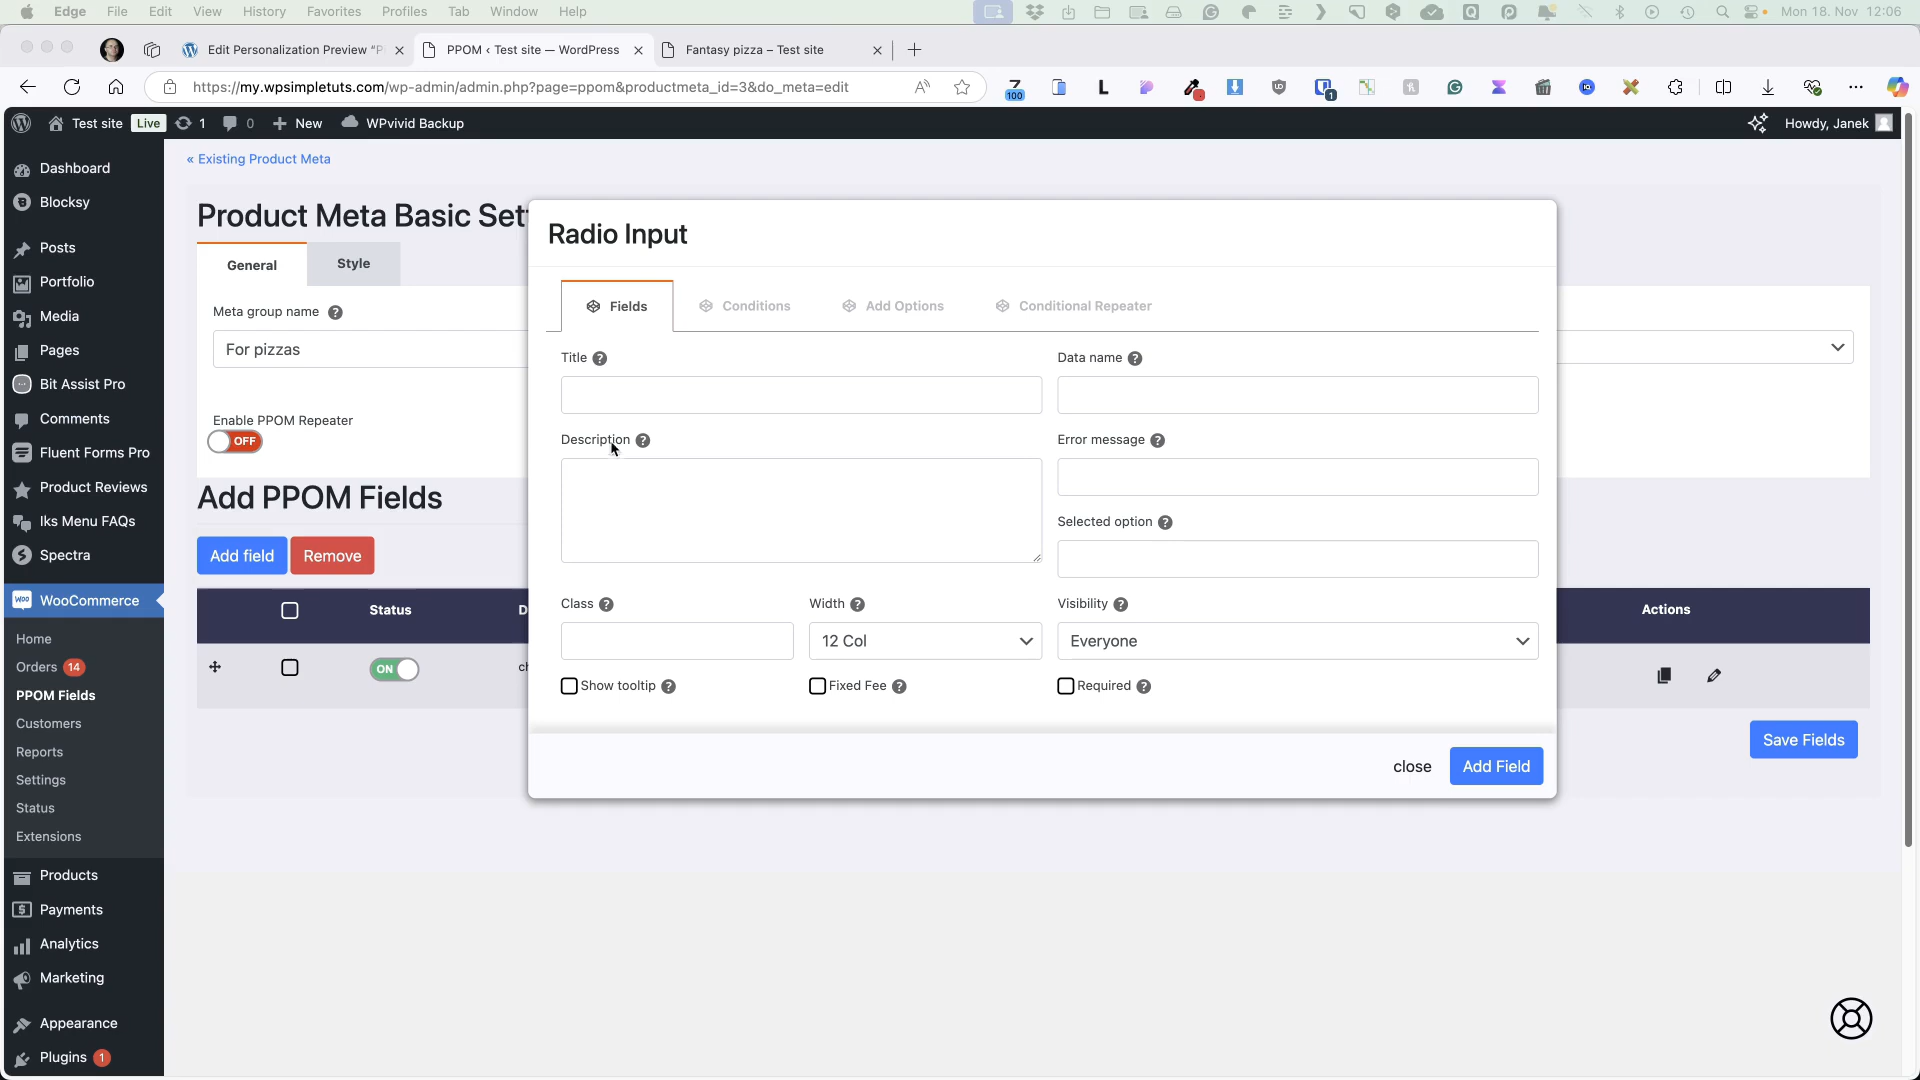 Edge File Edit View History Favorites Profiles Tab Window Help Mon 18. Nov 12:06
Edit Personalization Preview “P PPOM ‹ Test site — WordPress Fantasy pizza – Test site
https://my.wpsimpletuts.com/wp-admin/admin.php?page=ppom&productmeta_id=3&do_meta=edit
100
1
Test site Live 1 0 New WPvivid Backup Howdy, Janek
Dashboard
Blocksy
Posts
Portfolio
Media
Pages
Bit Assist Pro
Comments
Fluent Forms Pro
Product Reviews
Iks Menu FAQs
Spectra
WooCommerce
Home
Orders 14
PPOM Fields
Customers
Reports
Settings
Status
Extensions
Products
Payments
Analytics
Marketing
Appearance
Plugins 1
« Existing Product Meta
Product Meta Basic Set
General Style
Meta group name
For pizzas
Enable PPOM Repeater
OFF
Add PPOM Fields
Add field Remove
Status D Actions
ON ch
Save Fields
Radio Input
Fields Conditions Add Options Conditional Repeater
Title Data name
Description Error message
Selected option
Class Width Visibility
12 Col Everyone
Show tooltip Fixed Fee Required
close Add Field